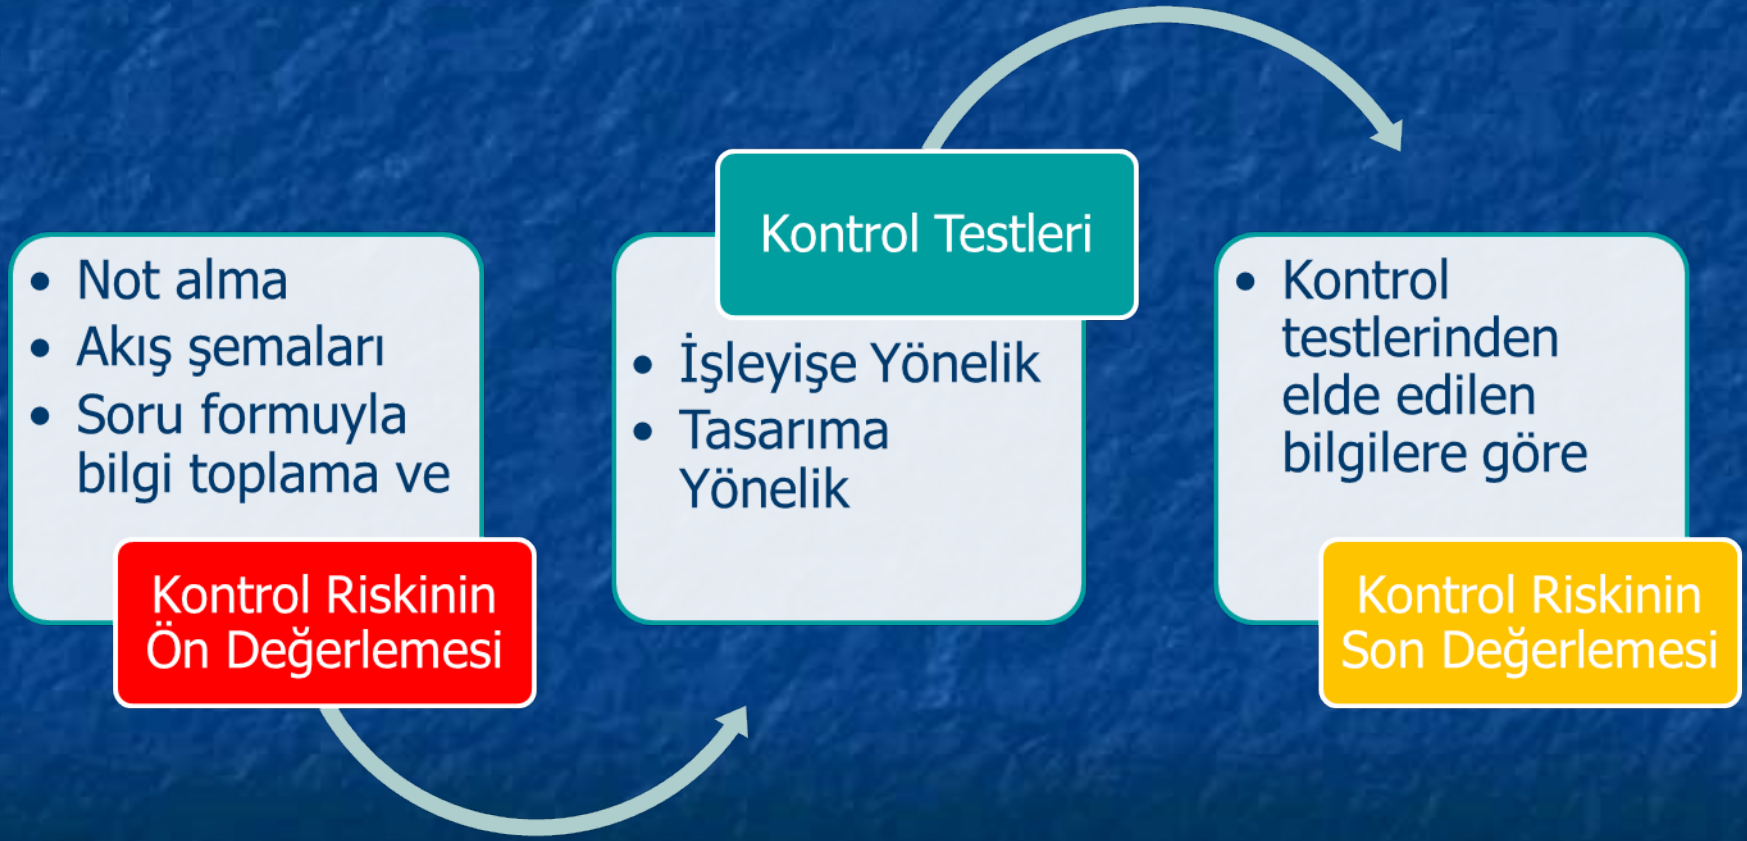 • Not alma
• Akış şemaları
• Soru formuyla
bilgi toplama ve
Kontrol Riskinin
Ön Değerlemesi
Kontrol Testleri
• İşleyişe Yönelik
• Tasarıma
Yönelik
• Kontrol
testlerinden
elde edilen
bilgilere göre
Kontrol Riskinin
Son Değerlemesi